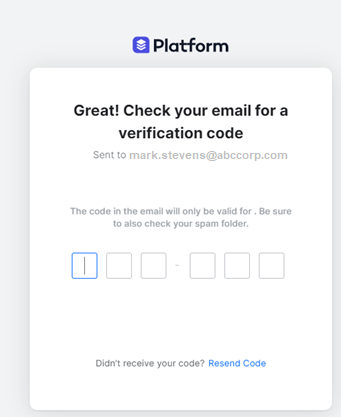 Platform
Great! Check your email for a
verification code
Sent to mark.stevens@abccorp.com
The code in the email will only be valid for . Be sure
to also check your spam folder.
-
Didn't receive your code? Resend Code